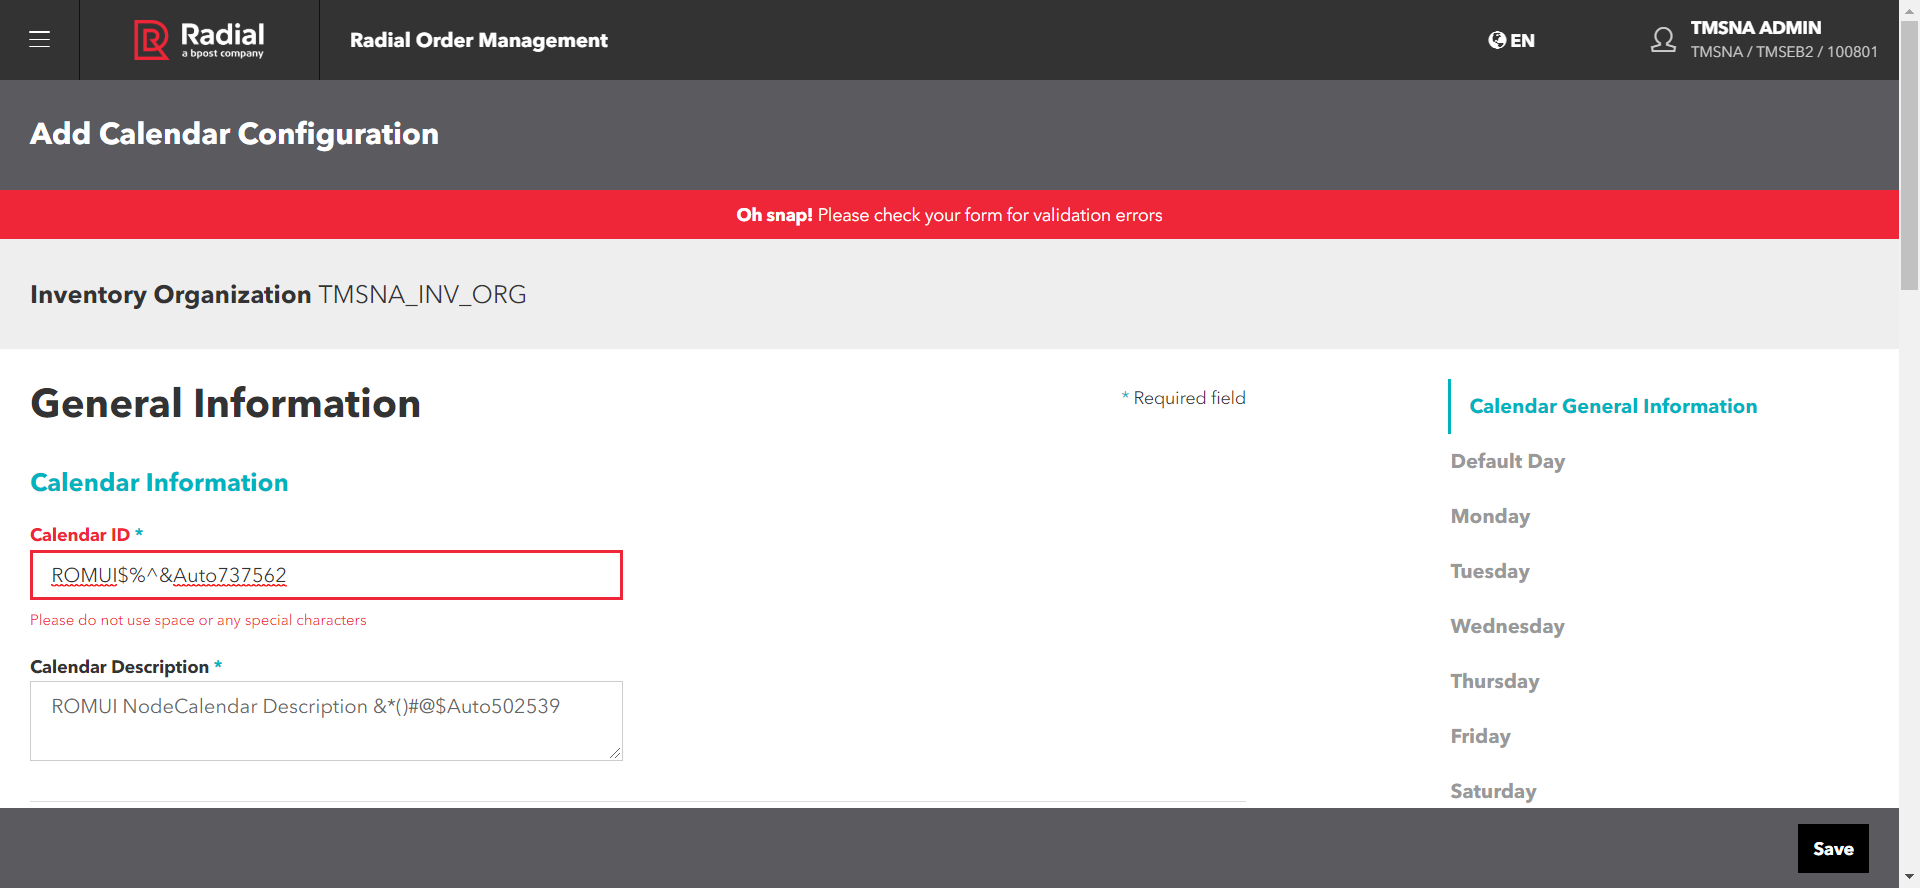 Radial
a bpost company
Radial Order Management
EN
TMSNA ADMIN
TMSNA / TMSEB2 / 100801
Add Calendar Configuration
Oh snap! Please check your form for validation errors
Inventory Organization TMSNA_INV_ORG
General Information
* Required field
Calendar Information
Calendar ID *
ROMUI$%^&Auto737562
Please do not use space or any special characters
Calendar Description *
ROMUI NodeCalendar Description &*()#@$Auto502539
Calendar General Information
Default Day
Monday
Tuesday
Wednesday
Thursday
Friday
Saturday
Save